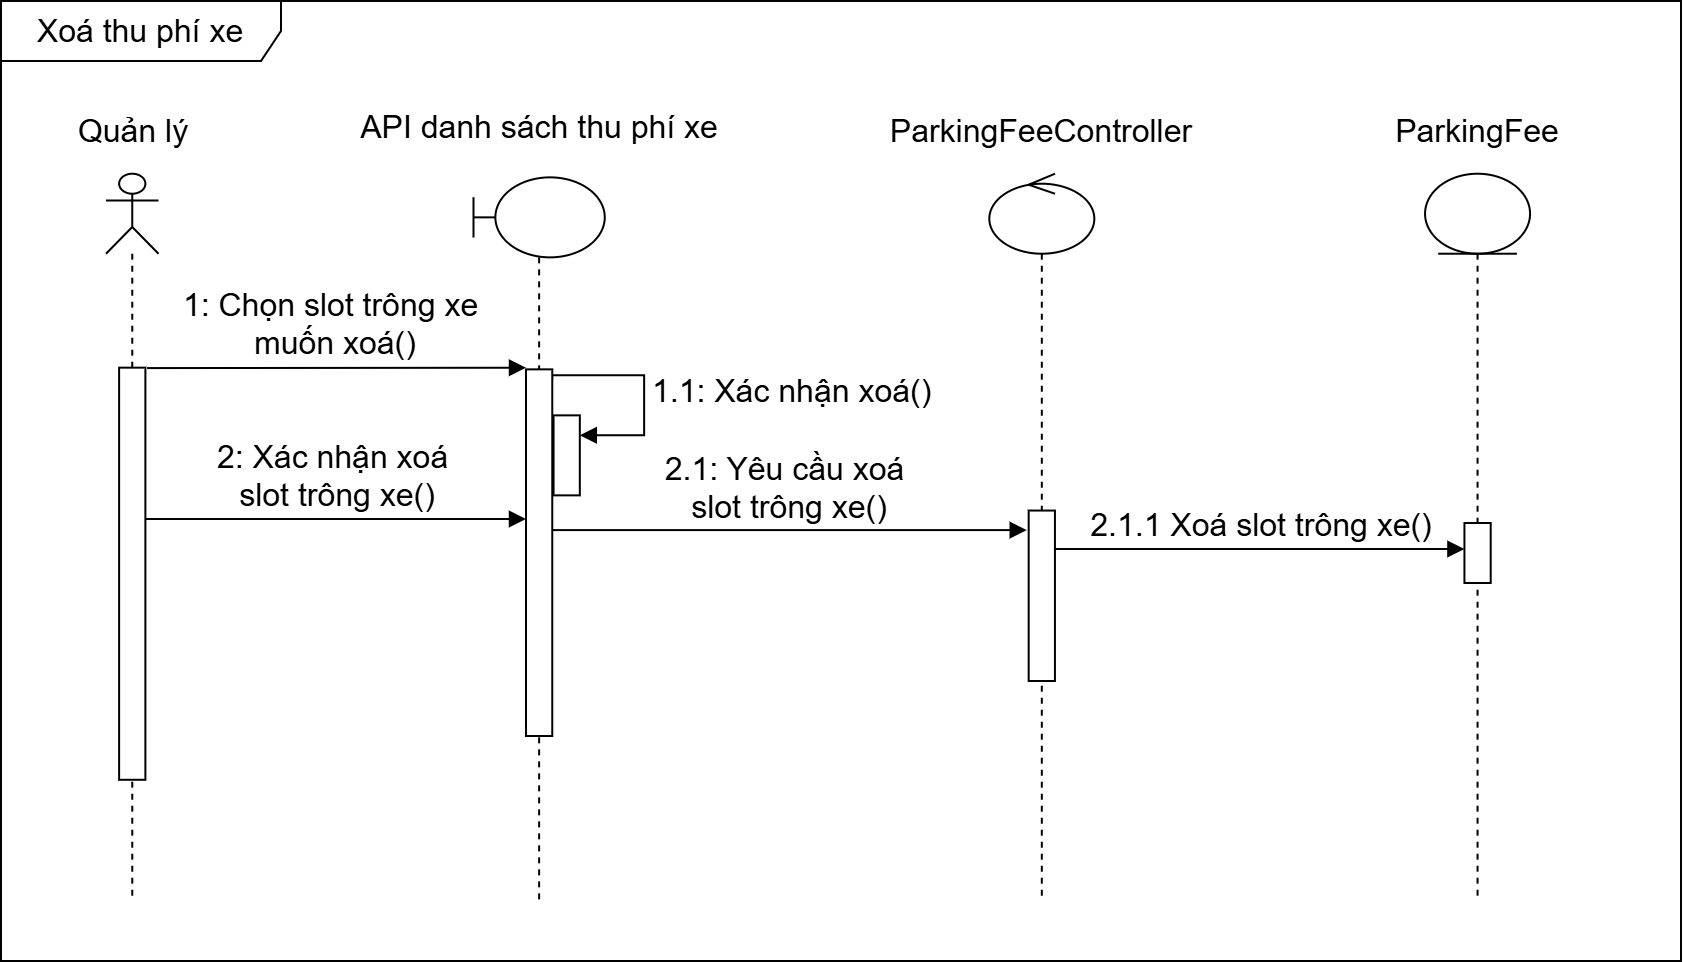 Xoá thu phí xe
Quản lý
API danh sách thu phí xe
ParkingFeeController
ParkingFee
1: Chọn slot trông xe
muốn xoá()
1.1: Xác nhận xoá()
2: Xác nhận xoá
slot trông xe()
2.1: Yêu cầu xoá
slot trông xe()
2.1.1 Xoá slot trông xe()